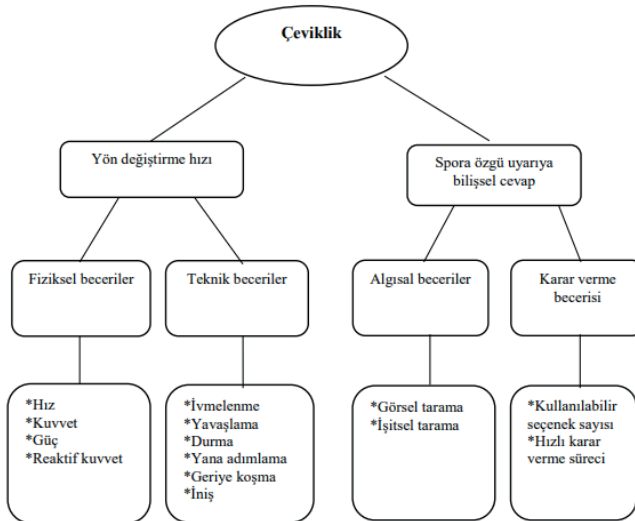 Çeviklik
Yön değiştirme hızı
Spora özgü uyarıya
bilişsel cevap
Fiziksel beceriler
Teknik beceriler
Algısal beceriler
Karar verme
becerisi
*Hız
*Kuvvet
*Güç
*Reaktif kuvvet
*İvmelenme
*Yavaşlama
*Durma
*Yana adımlama
*Geriye koşma
*İniş
*Görsel tarama
*İşitsel tarama
*Kullanılabilir
seçenek sayısı
*Hızlı karar
verme süreci